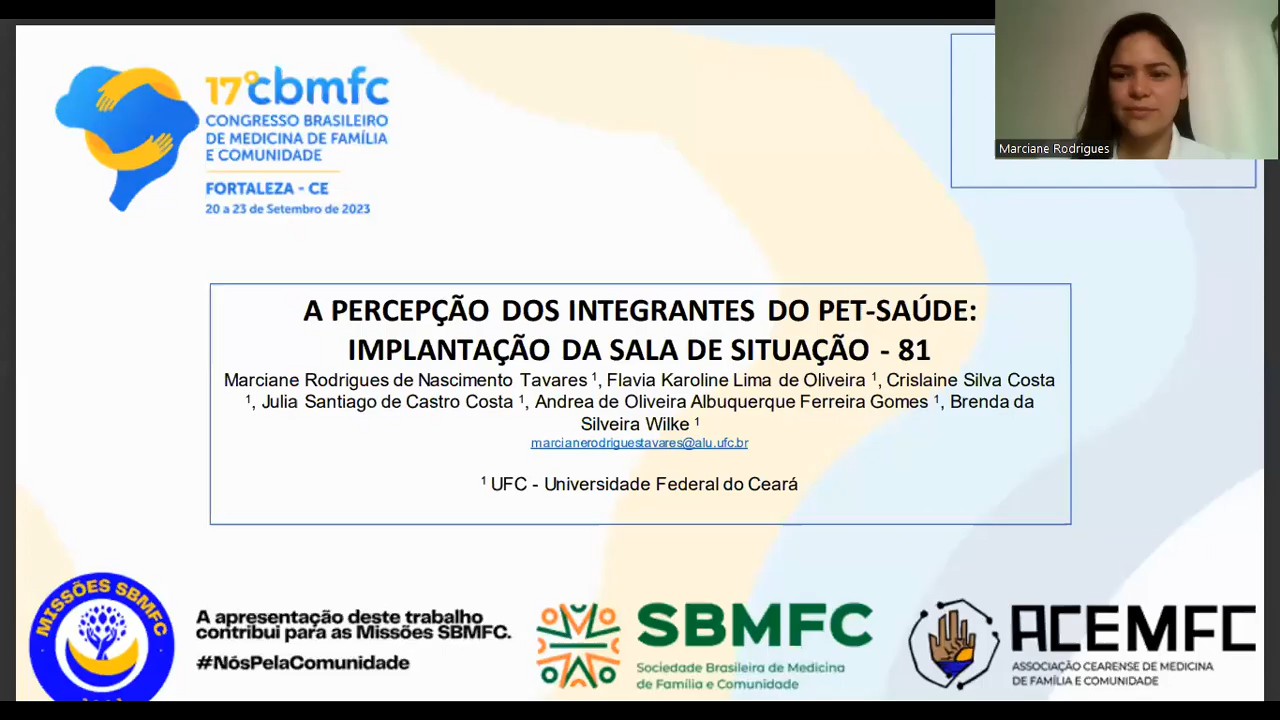 17º cbmfc
CONGRESSO BRASILEIRO
DE MEDICINA DE FAMÍLIA
E COMUNIDADE
FORTALEZA - CE
20 a 23 de Setembro de 2023
Marciane Rodrigues
A PERCEPÇÃO DOS INTEGRANTES DO PET-SAÚDE:
IMPLANTAÇÃO DA SALA DE SITUAÇÃO - 81
Marciane Rodrigues de Nascimento Tavares ¹, Flavia Karoline Lima de Oliveira ¹, Crislaine Silva Costa
¹, Julia Santiago de Castro Costa ¹, Andrea de Oliveira Albuquerque Ferreira Gomes ¹, Brenda da
Silveira Wilke ¹
marcianerodriguestavares@alu.ufc.br
¹ UFC - Universidade Federal do Ceará
MISSÕES SBMFC
A apresentação deste trabalho
contribui para as Missões SBMFC.
#NósPelaComunidade
SBMFC
Sociedade Brasileira de Medicina
de Família e Comunidade
ACEMFC
ASSOCIAÇÃO CEARENSE DE MEDICINA
DE FAMÍLIA E COMUNIDADE